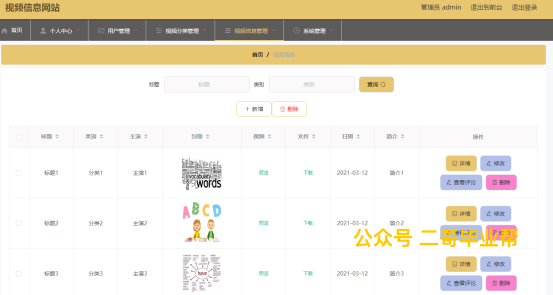 视频信息网站
管理员 admin 退出到前台 退出登录
首页 个人中心 用户管理 视频分类管理 视频信息管理 系统管理
首页 / 视频信息
标题 标题 类别 类别 查询
+ 新增 删除
标题 类别 主演 封面 视频 文件 日期 简介 操作
标题1 分类1 主演1 vocabulary words 预览 下载 2021-03-12 简介1 详情 修改
查看评论 删除
标题2 分类2 主演2 ABCD 预览 下载 2021-03-12 简介2 详情 修改
公众号 二哥毕业帮
标题3 分类3 主演3 预览 下载 2021-03-12 简介3 详情 修改
查看评论 删除